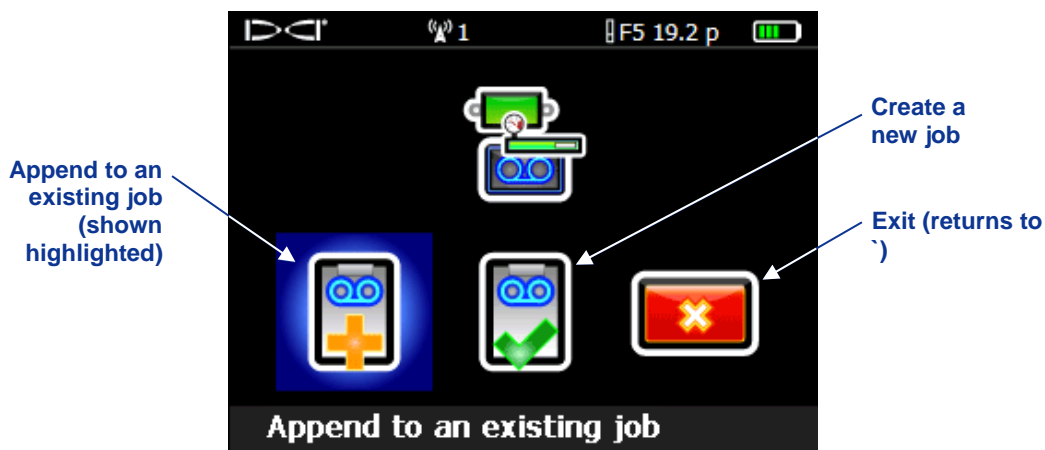 DCI
1
F5 19.2 p
Create a
new job
Append to an
existing job
(shown
highlighted)
Exit (returns to
`)
Append to an existing job